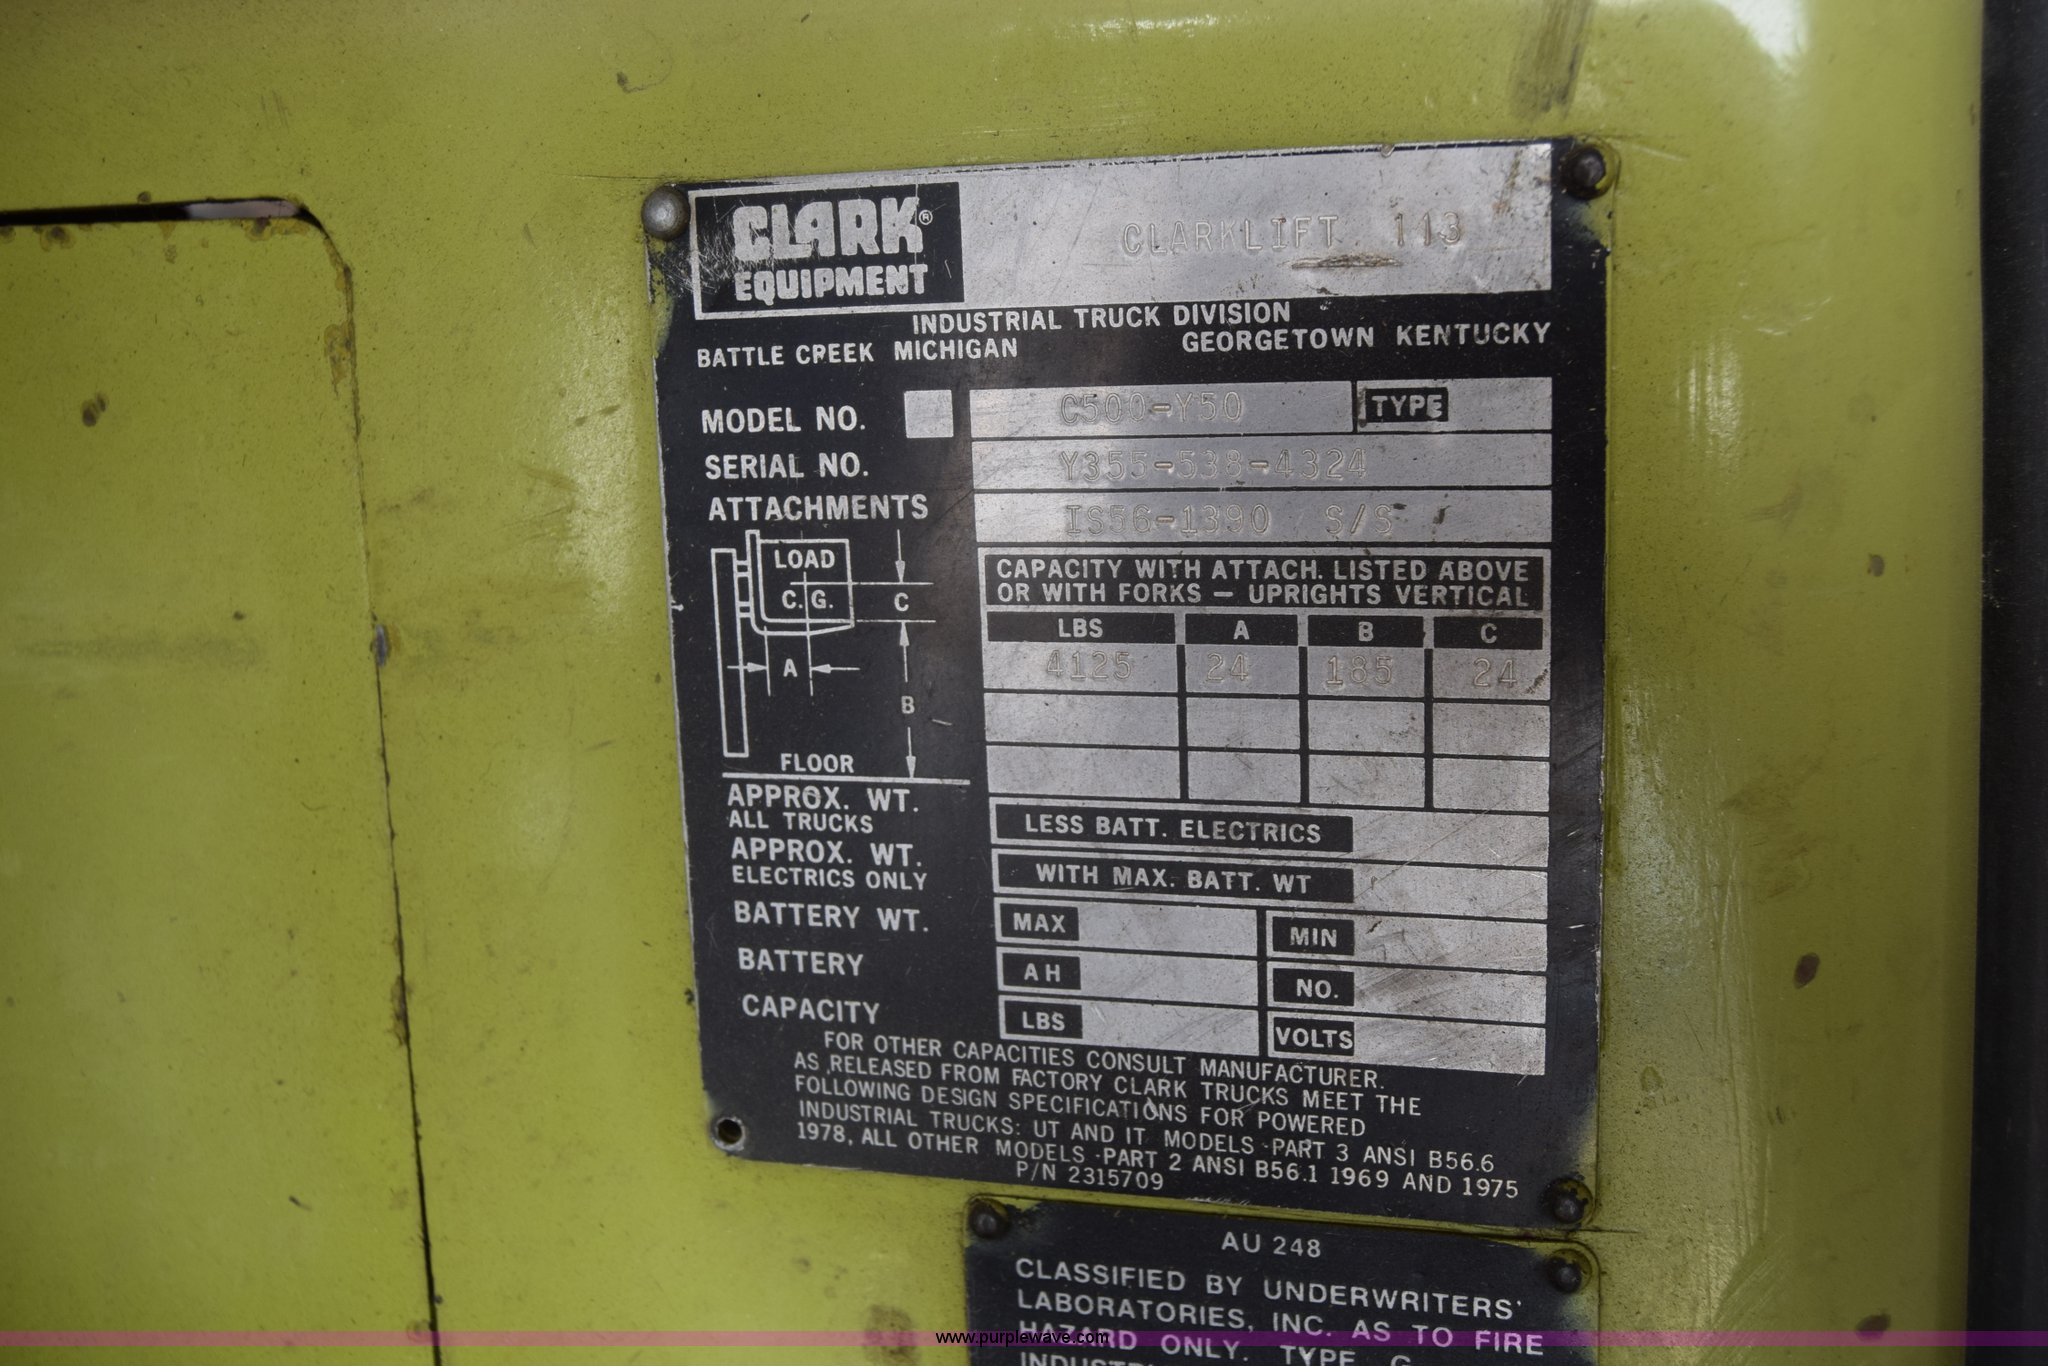 CLARK®
EQUIPMENT
CLARKLIFT 113
INDUSTRIAL TRUCK DIVISION
BATTLE CREEK MICHIGAN GEORGETOWN KENTUCKY
MODEL NO. C500-Y50 TYPE
SERIAL NO. Y355-538-4324
ATTACHMENTS IS56-1390 S/S
LOAD
C.G.
C
A
B
FLOOR
CAPACITY WITH ATTACH. LISTED ABOVE
OR WITH FORKS — UPRIGHTS VERTICAL
LBS A B C
4125 24 185 24
APPROX. WT.
ALL TRUCKS
LESS BATT. ELECTRICS
APPROX. WT.
ELECTRICS ONLY
WITH MAX. BATT. WT
BATTERY WT. MAX MIN
BATTERY AH NO.
CAPACITY LBS VOLTS
FOR OTHER CAPACITIES CONSULT MANUFACTURER.
AS RELEASED FROM FACTORY CLARK TRUCKS MEET THE
FOLLOWING DESIGN SPECIFICATIONS FOR POWERED
INDUSTRIAL TRUCKS: UT AND IT MODELS -PART 3 ANSI B56.6
1978, ALL OTHER MODELS -PART 2 ANSI B56.1 1969 AND 1975
P/N 2315709
AU 248
CLASSIFIED BY UNDERWRITERS'
LABORATORIES, INC. AS TO FIRE
HAZARD ONLY. TYPE G
www.purplewave.com